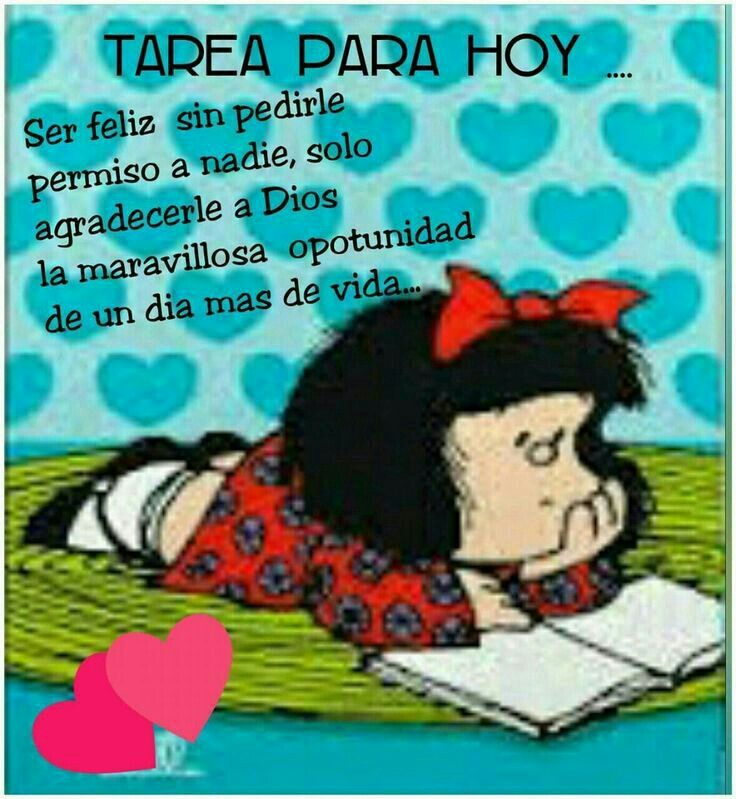 TAREA PARA HOY ....
Ser feliz sin pedirle
permiso a nadie, solo
agradecerle a Dios
la maravillosa opotunidad
de un dia mas de vida...